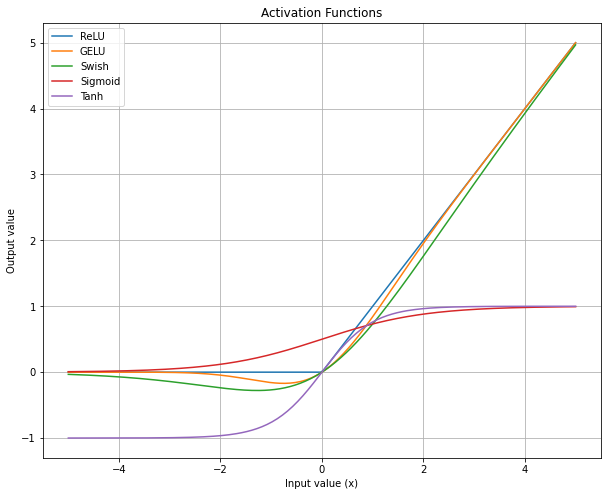 Activation Functions
ReLU
GELU
Swish
Sigmoid
Tanh
5
4
3
2
1
0
−1
Output value
−4
−2
0
2
4
Input value (x)